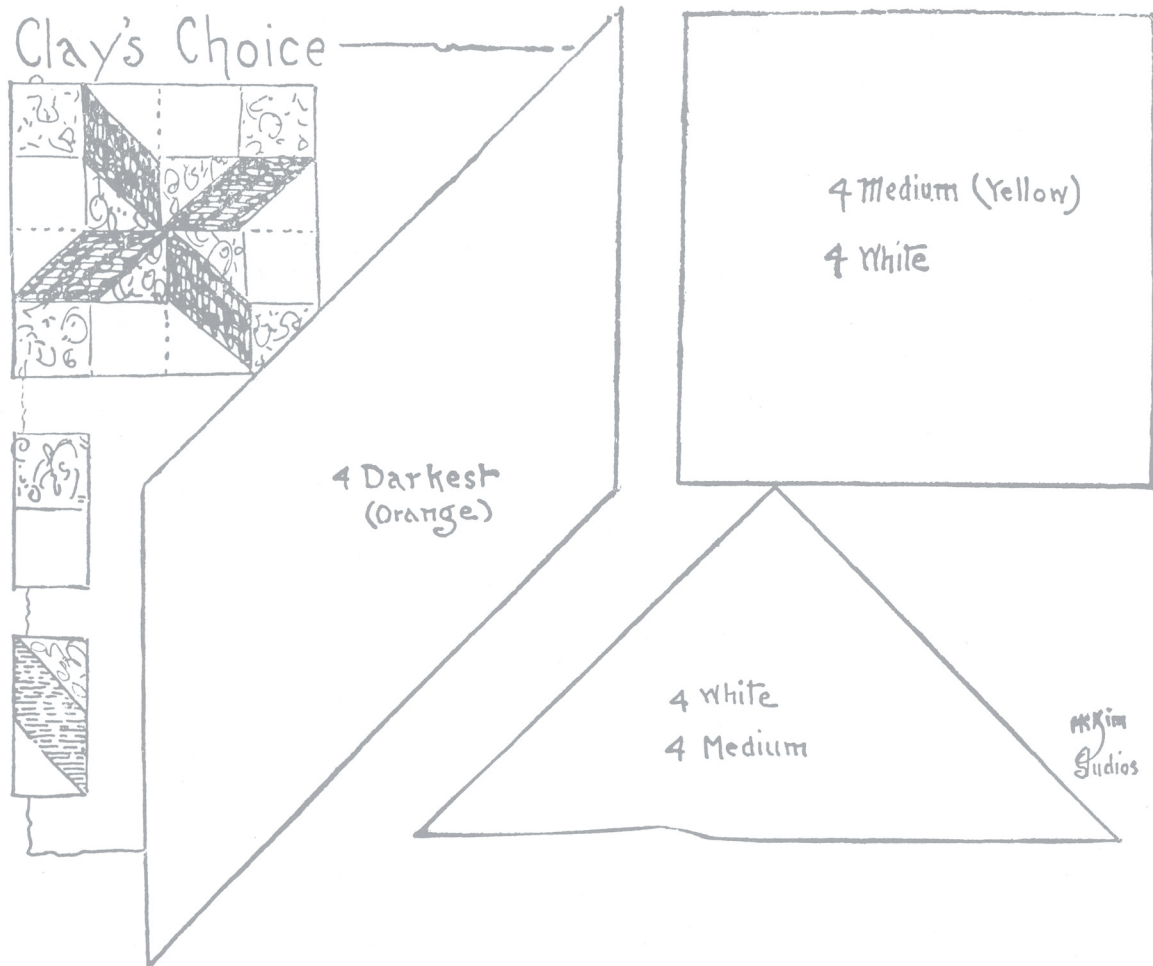 Clay's Choice
4 Medium (Yellow)
4 White
4 Darkest
(Orange)
4 White
4 Medium
McKim
Studios